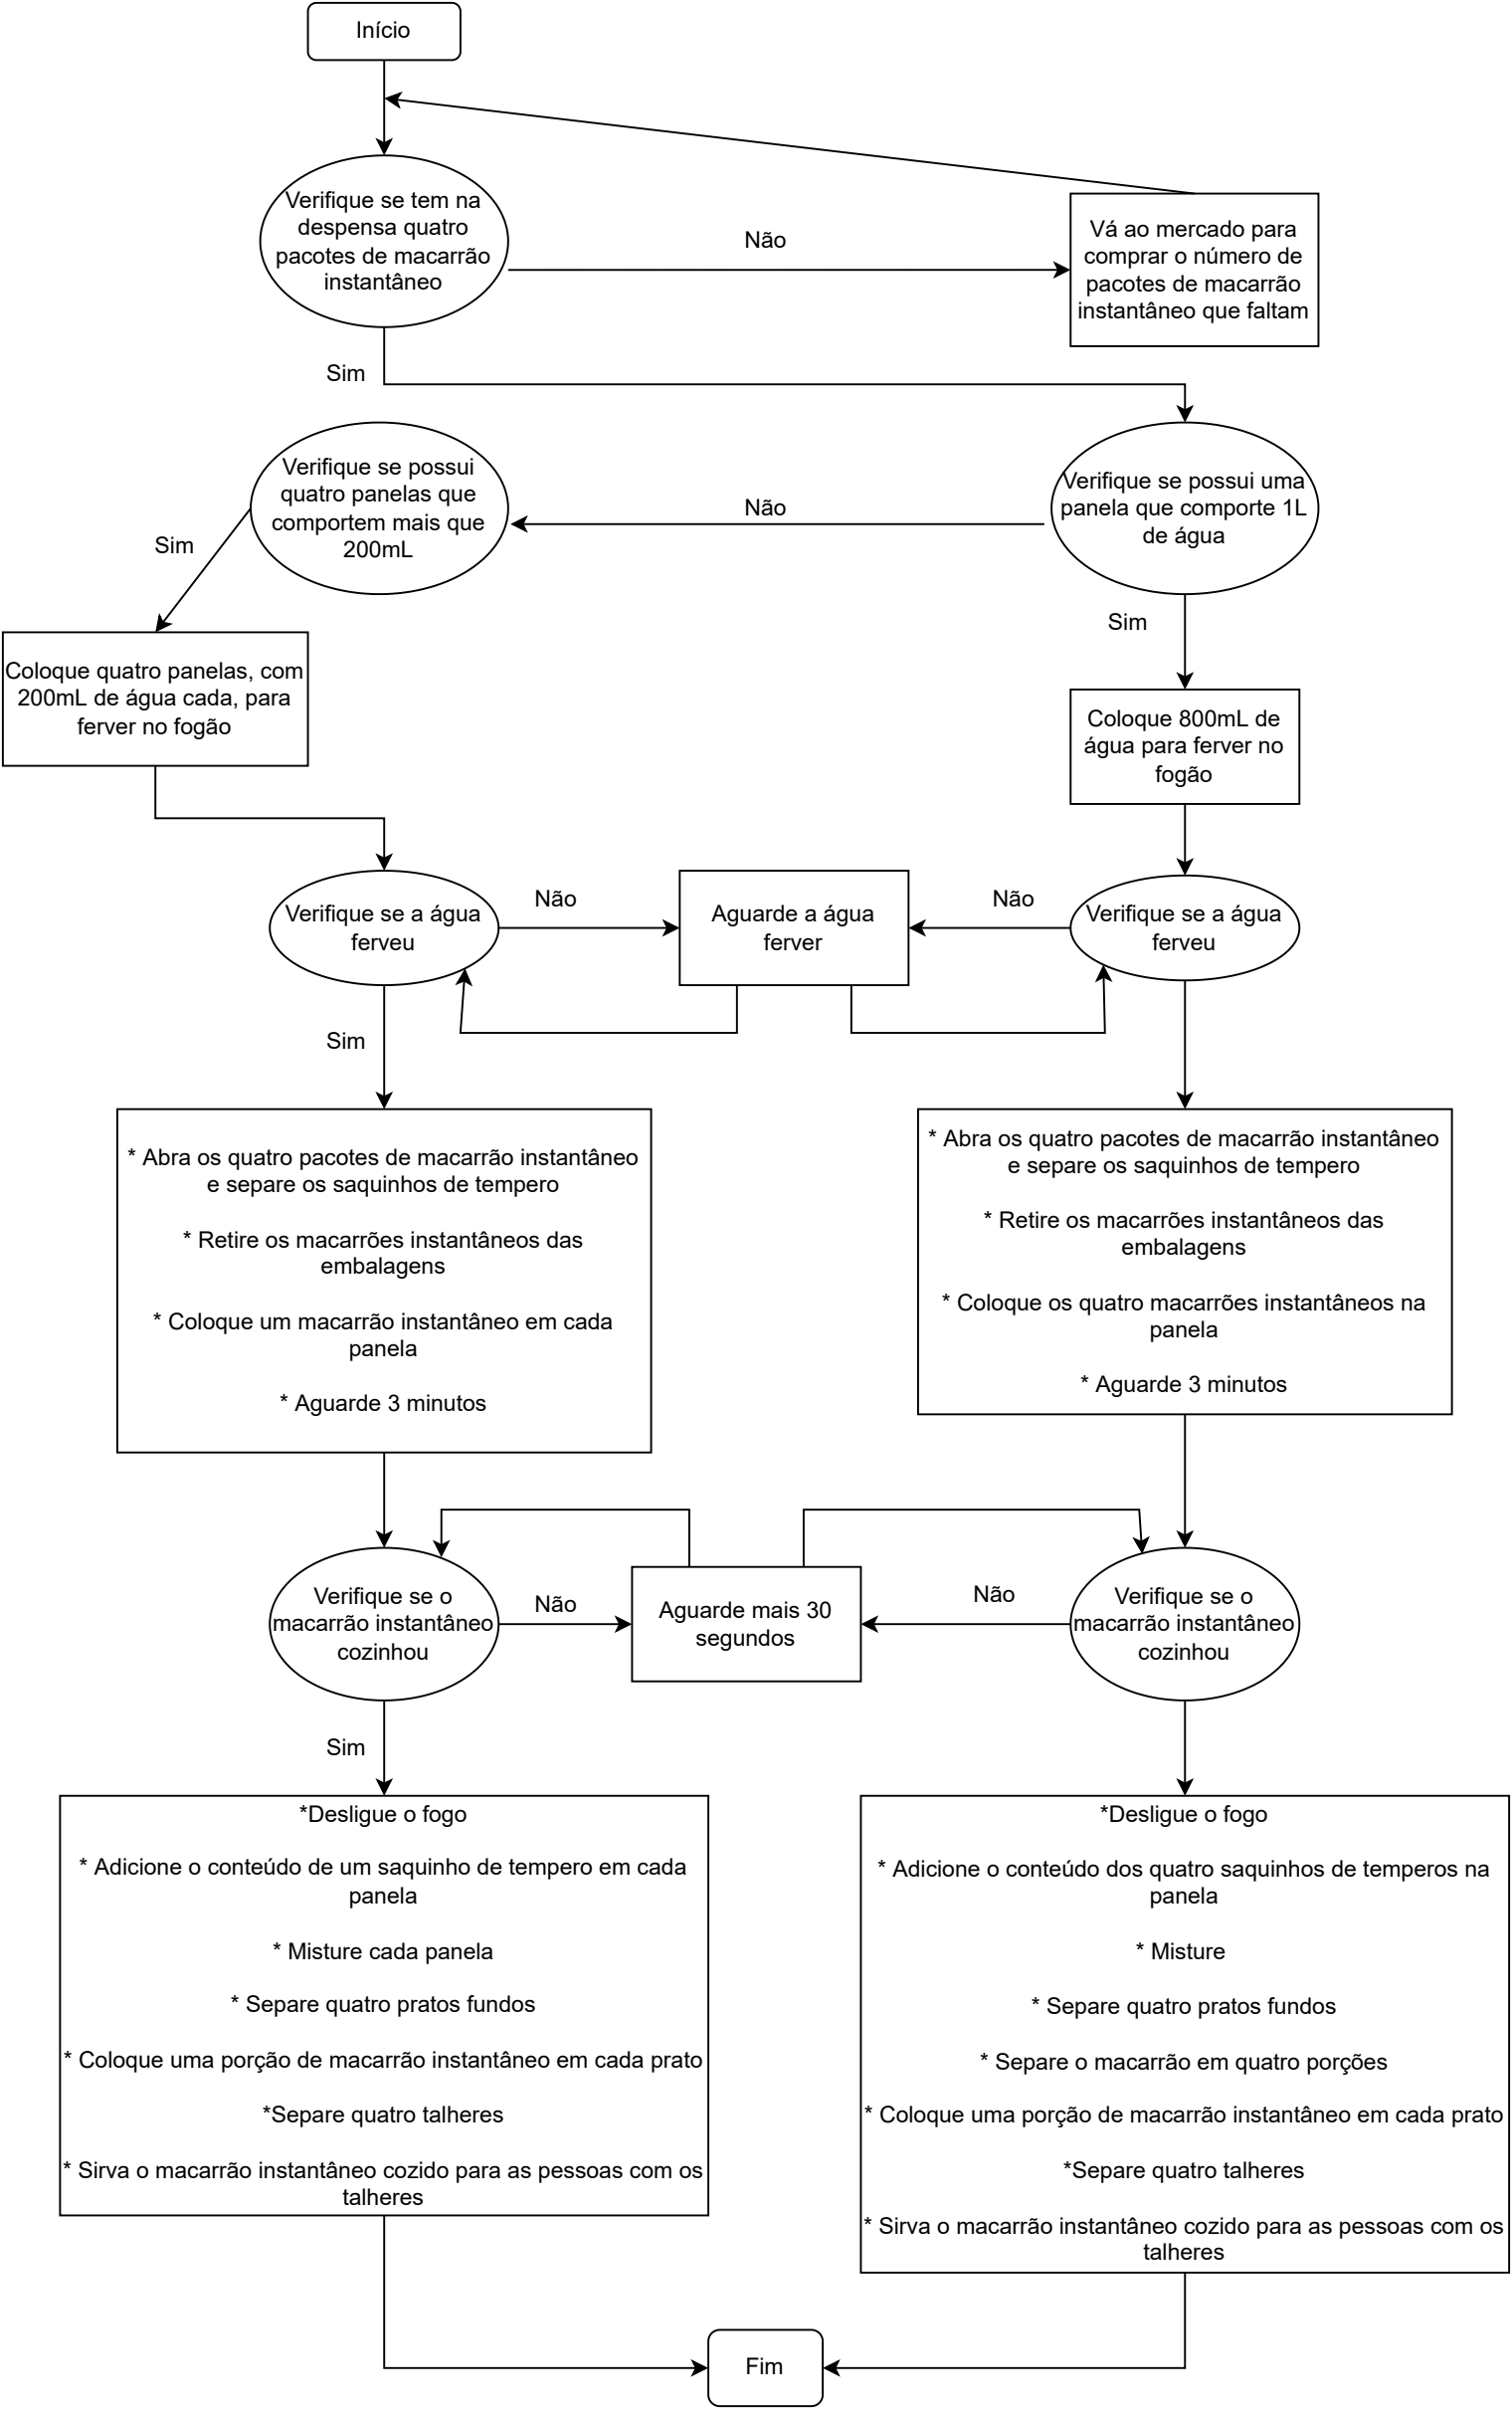 Início
Verifique se tem na
despensa quatro
pacotes de macarrão
instantâneo
Não
Vá ao mercado para
comprar o número de
pacotes de macarrão
instantâneo que faltam
Sim
Verifique se possui
quatro panelas que
comportem mais que
200mL
Não
Verifique se possui uma
panela que comporte 1L
de água
Sim
Sim
Coloque quatro panelas, com
200mL de água cada, para
ferver no fogão
Coloque 800mL de
água para ferver no
fogão
Verifique se a água
ferveu
Não
Aguarde a água
ferver
Não
Verifique se a água
ferveu
Sim
* Abra os quatro pacotes de macarrão instantâneo
e separe os saquinhos de tempero
* Retire os macarrões instantâneos das
embalagens
* Coloque um macarrão instantâneo em cada
panela
* Aguarde 3 minutos
* Abra os quatro pacotes de macarrão instantâneo
e separe os saquinhos de tempero
* Retire os macarrões instantâneos das
embalagens
* Coloque os quatro macarrões instantâneos na
panela
* Aguarde 3 minutos
Verifique se o
macarrão instantâneo
cozinhou
Não
Aguarde mais 30
segundos
Não
Verifique se o
macarrão instantâneo
cozinhou
Sim
*Desligue o fogo
* Adicione o conteúdo de um saquinho de tempero em cada
panela
* Misture cada panela
* Separe quatro pratos fundos
* Coloque uma porção de macarrão instantâneo em cada prato
*Separe quatro talheres
* Sirva o macarrão instantâneo cozido para as pessoas com os
talheres
*Desligue o fogo
* Adicione o conteúdo dos quatro saquinhos de temperos na
panela
* Misture
* Separe quatro pratos fundos
* Separe o macarrão em quatro porções
* Coloque uma porção de macarrão instantâneo em cada prato
*Separe quatro talheres
* Sirva o macarrão instantâneo cozido para as pessoas com os
talheres
Fim